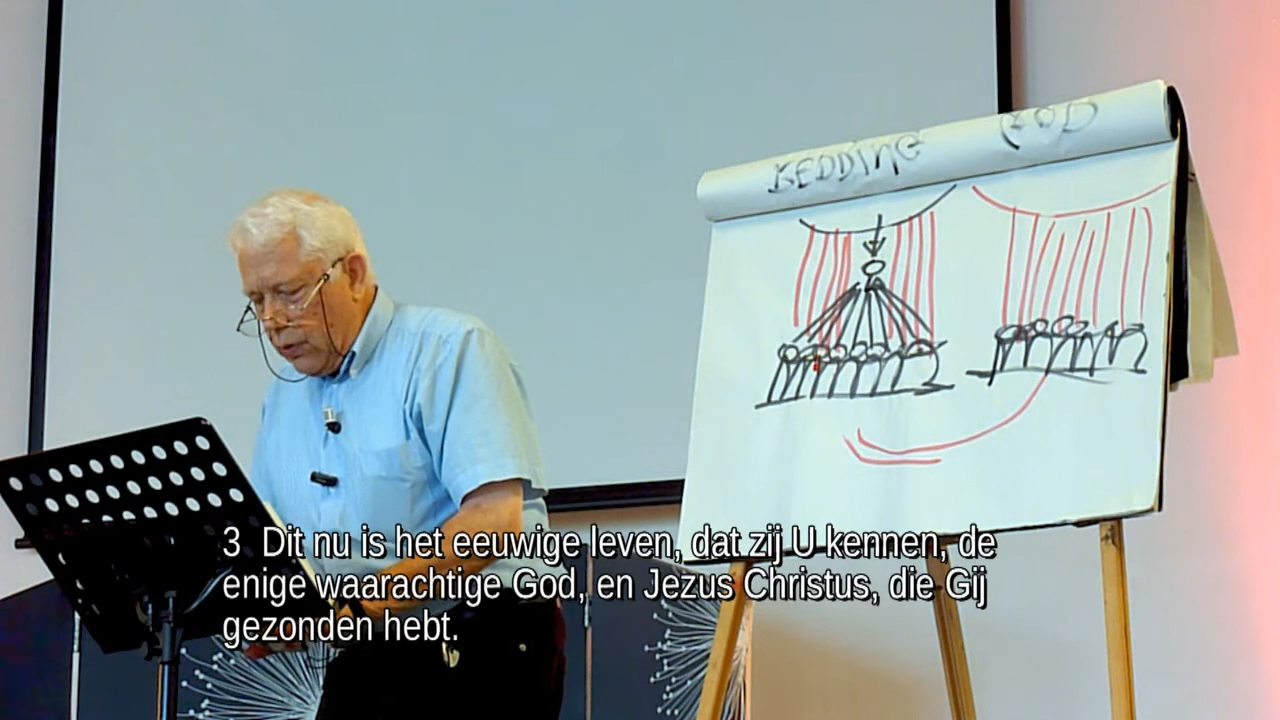 REDDING GOD
3 Dit nu is het eeuwige leven, dat zij U kennen, de
enige waarachtige God, en Jezus Christus, die Gij
gezonden hebt.